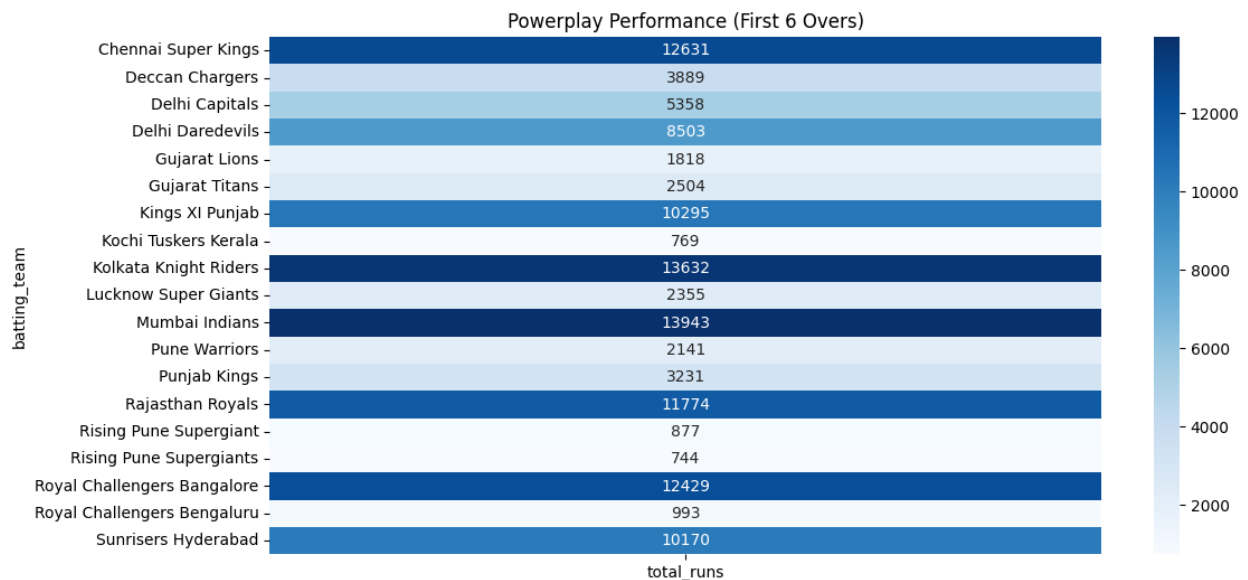 Powerplay Performance (First 6 Overs)
batting_team
Chennai Super Kings 12631
Deccan Chargers 3889
Delhi Capitals 5358
Delhi Daredevils 8503
Gujarat Lions 1818
Gujarat Titans 2504
Kings XI Punjab 10295
Kochi Tuskers Kerala 769
Kolkata Knight Riders 13632
Lucknow Super Giants 2355
Mumbai Indians 13943
Pune Warriors 2141
Punjab Kings 3231
Rajasthan Royals 11774
Rising Pune Supergiant 877
Rising Pune Supergiants 744
Royal Challengers Bangalore 12429
Royal Challengers Bengaluru 993
Sunrisers Hyderabad 10170
total_runs
12000
10000
8000
6000
4000
2000